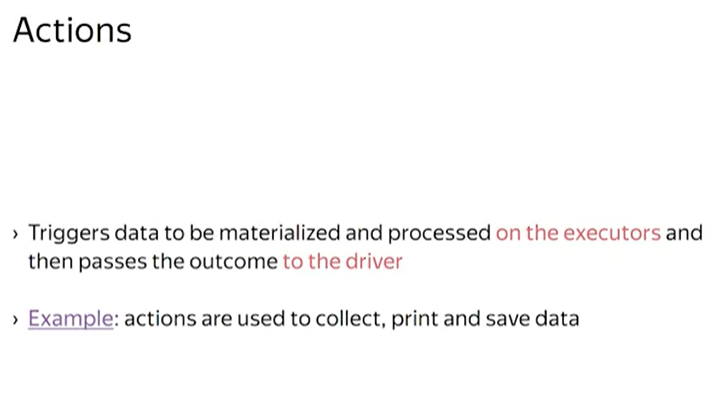 Actions
› Triggers data to be materialized and processed on the executors and
then passes the outcome to the driver
› Example: actions are used to collect, print and save data